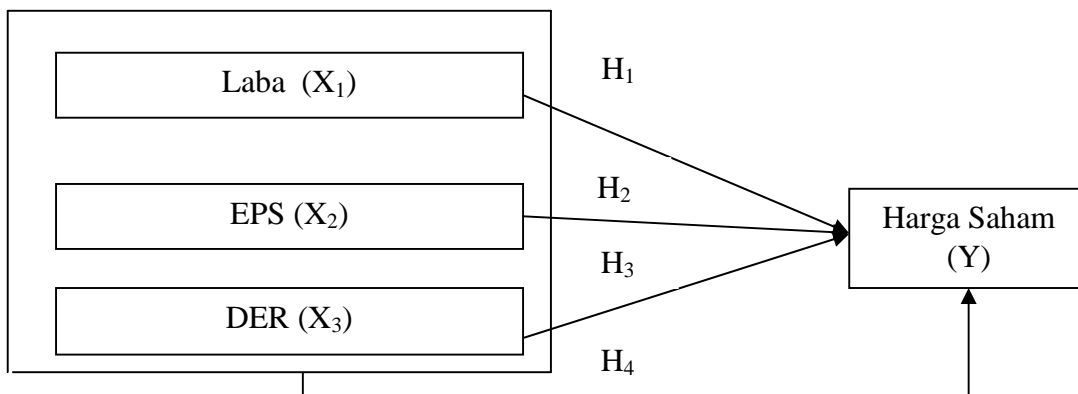 Laba (X₁)
H₁
EPS (X₂)
H₂
DER (X₃)
H₃
H₄
Harga Saham
(Y)